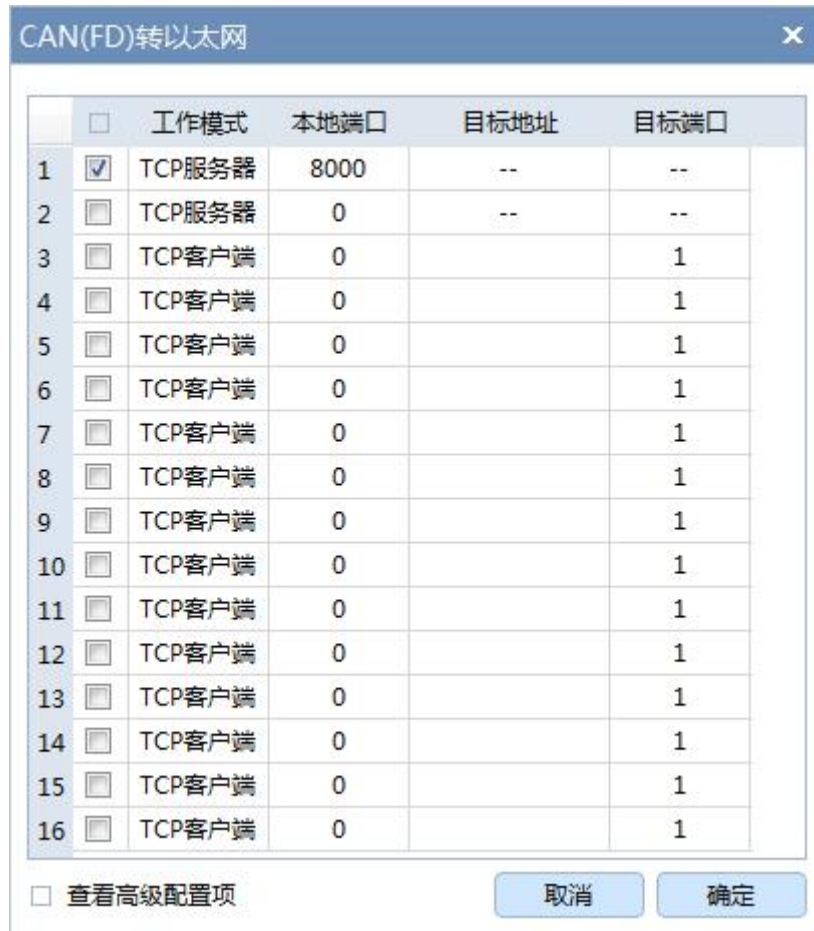 CAN(FD)转以太网
工作模式 本地端口 目标地址 目标端口
1 TCP服务器 8000 -- --
2 TCP服务器 0 -- --
3 TCP客户端 0 1
4 TCP客户端 0 1
5 TCP客户端 0 1
6 TCP客户端 0 1
7 TCP客户端 0 1
8 TCP客户端 0 1
9 TCP客户端 0 1
10 TCP客户端 0 1
11 TCP客户端 0 1
12 TCP客户端 0 1
13 TCP客户端 0 1
14 TCP客户端 0 1
15 TCP客户端 0 1
16 TCP客户端 0 1
查看高级配置项 取消 确定